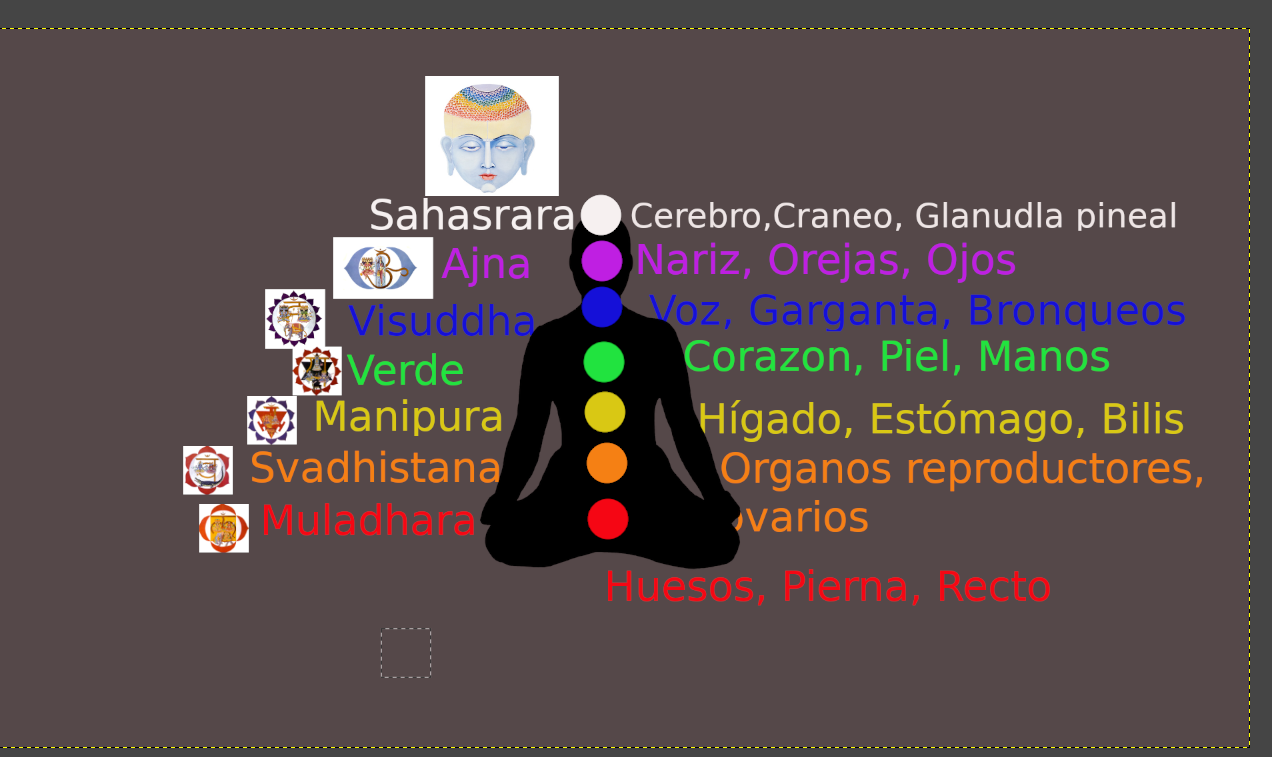 Sahasrara Cerebro,Craneo, Glanudla pineal
Ajna Nariz, Orejas, Ojos
Visuddha Voz, Garganta, Bronqueos
Verde Corazon, Piel, Manos
Manipura Hígado, Estómago, Bilis
Svadhistana Organos reproductores,
ovarios
Muladhara
Huesos, Pierna, Recto